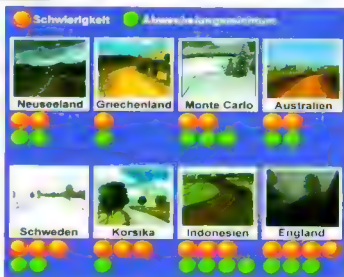 Schwierigkeit
Neuseeland Griechenland Monte Carlo Australien
Schweden Korsika Indonesien England